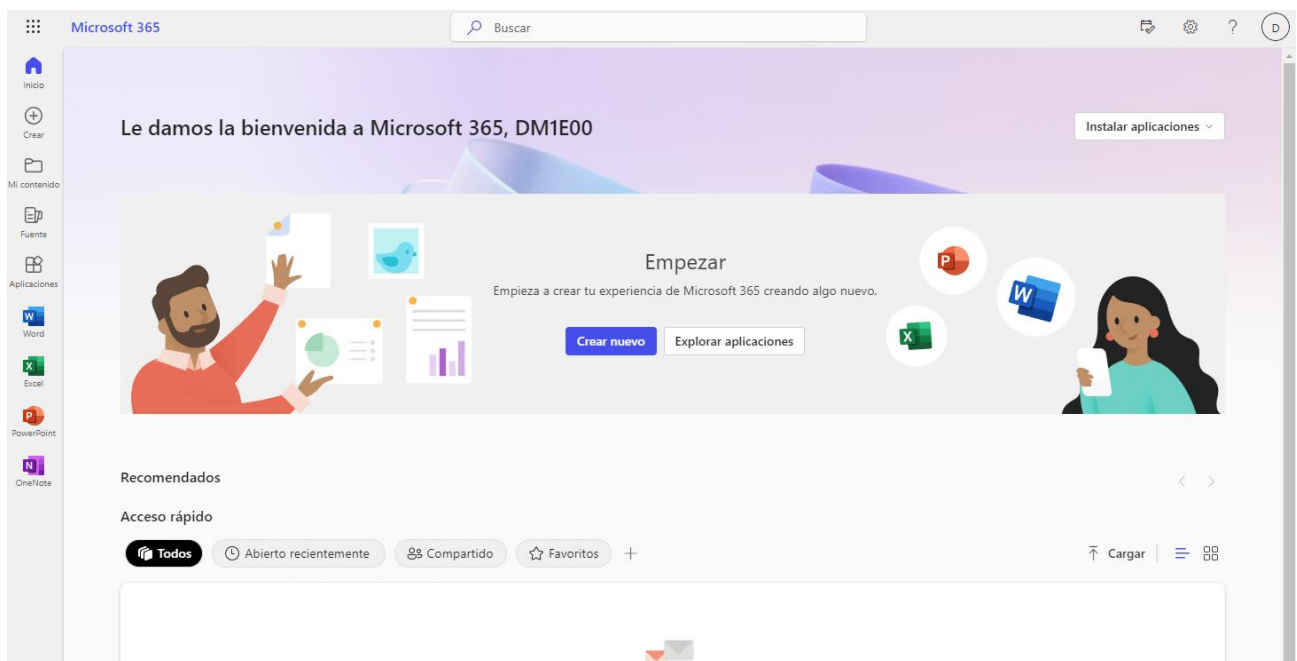 Microsoft 365
Buscar
?
D
Inicio
Crear
Mi contenido
Fuente
Aplicaciones
W
Word
X
Excel
P
PowerPoint
N
OneNote
Le damos la bienvenida a Microsoft 365, DM1E00
Instalar aplicaciones
Empezar
Empieza a crear tu experiencia de Microsoft 365 creando algo nuevo.
Crear nuevo
Explorar aplicaciones
P
W
X
Recomendados
Acceso rápido
Todos
Abierto recientemente
Compartido
Favoritos
+
Cargar